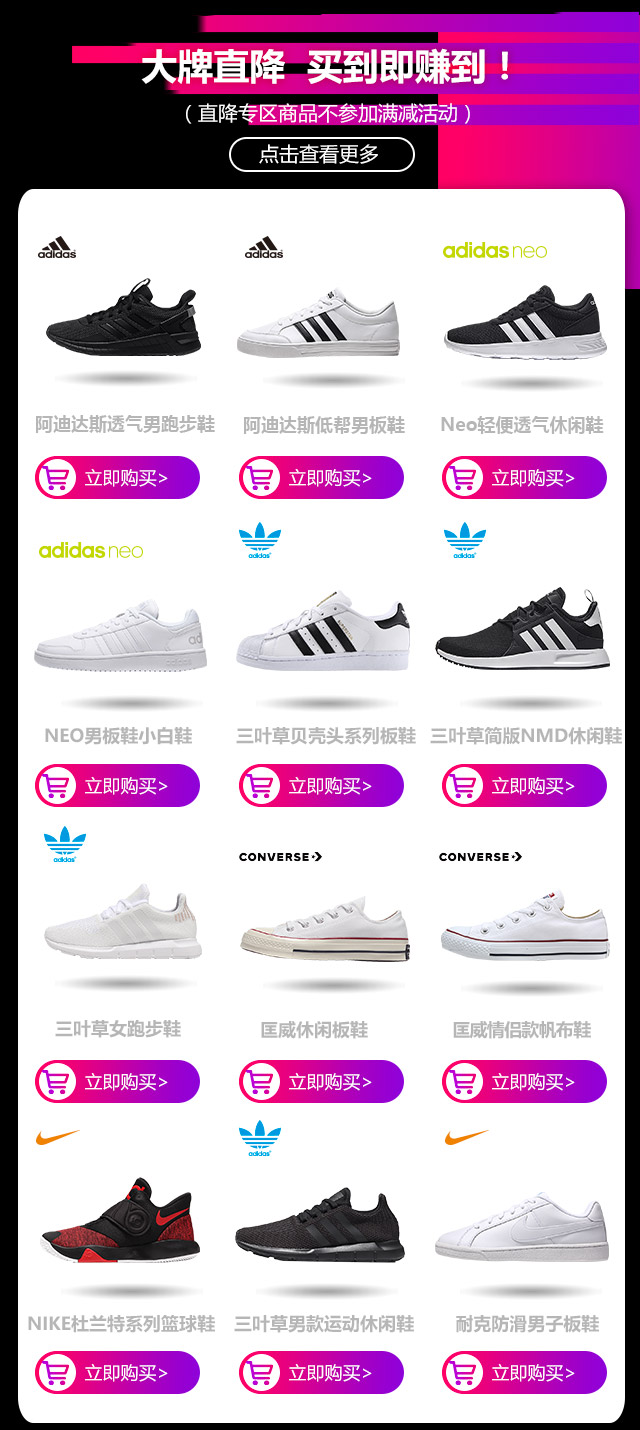 大牌直降 买到即赚到！
（直降专区商品不参加满减活动）
点击查看更多
adidas
adidas
adidas neo
阿迪达斯透气男跑步鞋
阿迪达斯低帮男板鞋
Neo轻便透气休闲鞋
立即购买>
立即购买>
立即购买>
adidas neo
adidas
adidas
NEO男板鞋小白鞋
三叶草贝壳头系列板鞋
三叶草简版NMD休闲鞋
立即购买>
立即购买>
立即购买>
adidas
CONVERSE
CONVERSE
三叶草女跑步鞋
匡威休闲板鞋
匡威情侣款帆布鞋
立即购买>
立即购买>
立即购买>
adidas
NIKE杜兰特系列篮球鞋
三叶草男款运动休闲鞋
耐克防滑男子板鞋
立即购买>
立即购买>
立即购买>